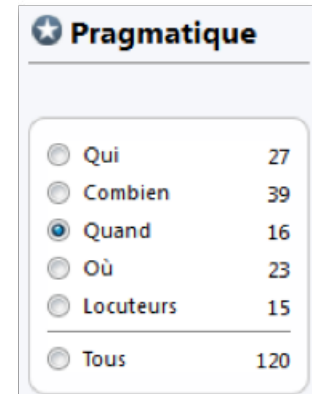 Pragmatique
Qui 27
Combien 39
Quand 16
Où 23
Locuteurs 15
Tous 120